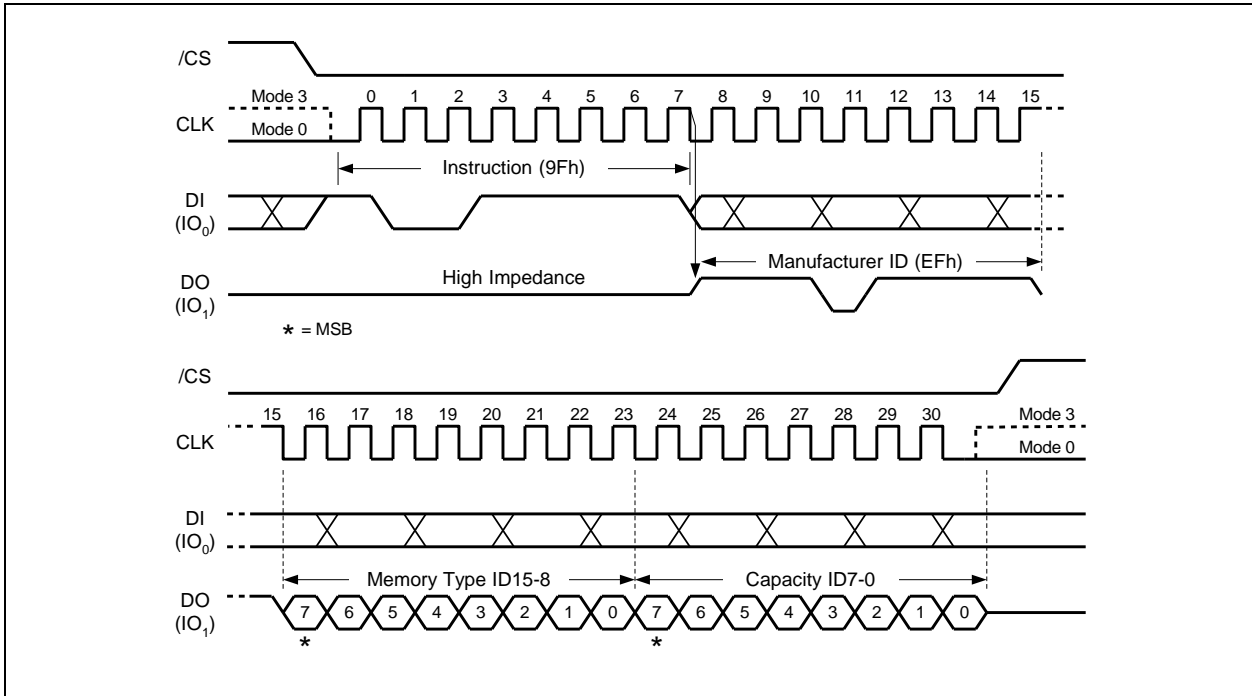 /CS
Mode 3 0 1 2 3 4 5 6 7 8 9 10 11 12 13 14 15
CLK
Mode 0
Instruction (9Fh)
DI
(IO0)
Manufacturer ID (EFh)
DO
(IO1)
High Impedance
* = MSB
/CS
15 16 17 18 19 20 21 22 23 24 25 26 27 28 29 30 Mode 3
CLK
Mode 0
DI
(IO0)
Memory Type ID15-8 Capacity ID7-0
DO
(IO1)
7 6 5 4 3 2 1 0 7 6 5 4 3 2 1 0
* *